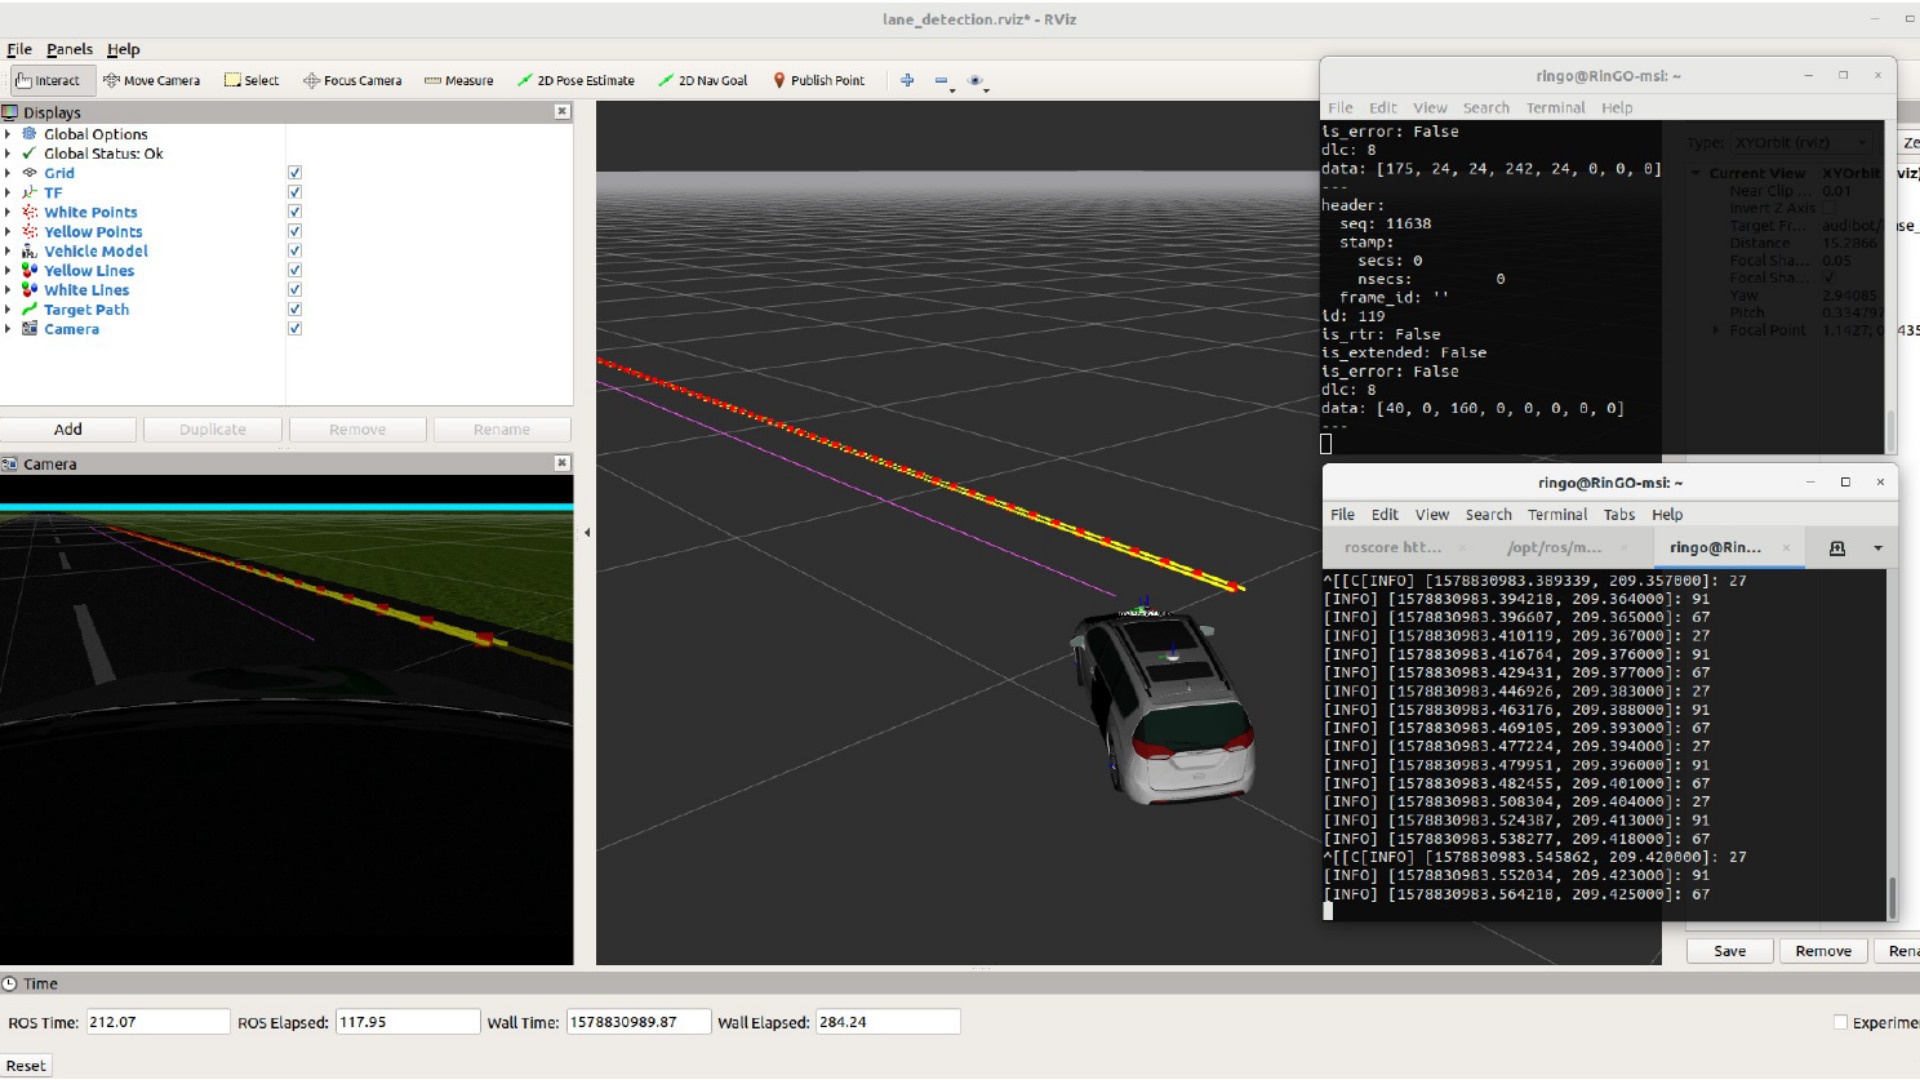 lane_detection.rviz* - RViz
File Panels Help
Interact Move Camera Select Focus Camera Measure 2D Pose Estimate 2D Nav Goal Publish Point
Displays
Global Options
Global Status: Ok
Grid
TF
White Points
Yellow Points
Vehicle Model
Yellow Lines
White Lines
Target Path
Camera
Add Duplicate Remove Rename
Camera
ringo@RinGO-msi: ~
File Edit View Search Terminal Help
is_error: False
dlc: 8
data: [175, 24, 24, 242, 24, 0, 0, 0]
---
header:
seq: 11638
stamp:
secs: 0
nsecs: 0
frame_id: ''
id: 119
is_rtr: False
is_extended: False
is_error: False
dlc: 8
data: [40, 0, 160, 0, 0, 0, 0, 0]
---
Type: XYOrbit (rviz) Ze
Current View XYOrbit viz)
Near Clip ... 0.01
Invert Z Axis
Target Fr... audibot/ se_
Distance 15.2866
Focal Sha... 0.05
Focal Sha...
Yaw 2.94085
Pitch 0.334797
Focal Point 1.1427; 0 435
ringo@RinGO-msi: ~
File Edit View Search Terminal Tabs Help
roscore htt... × /opt/ros/m... × ringo@Rin... ×
^[[C[INFO] [1578830983.389339, 209.357000]: 27
[INFO] [1578830983.394218, 209.364000]: 91
[INFO] [1578830983.396607, 209.365000]: 67
[INFO] [1578830983.410119, 209.367000]: 27
[INFO] [1578830983.416764, 209.376000]: 91
[INFO] [1578830983.429431, 209.377000]: 67
[INFO] [1578830983.446926, 209.383000]: 27
[INFO] [1578830983.463176, 209.388000]: 91
[INFO] [1578830983.469105, 209.393000]: 67
[INFO] [1578830983.477224, 209.394000]: 27
[INFO] [1578830983.479951, 209.396000]: 91
[INFO] [1578830983.482455, 209.401000]: 67
[INFO] [1578830983.508304, 209.404000]: 27
[INFO] [1578830983.524387, 209.413000]: 91
[INFO] [1578830983.538277, 209.418000]: 67
^[[C[INFO] [1578830983.545862, 209.420000]: 27
[INFO] [1578830983.552034, 209.423000]: 91
[INFO] [1578830983.564218, 209.425000]: 67
Save Remove Rena
Time
ROS Time: 212.07 ROS Elapsed: 117.95 Wall Time: 1578830989.87 Wall Elapsed: 284.24 Experime
Reset